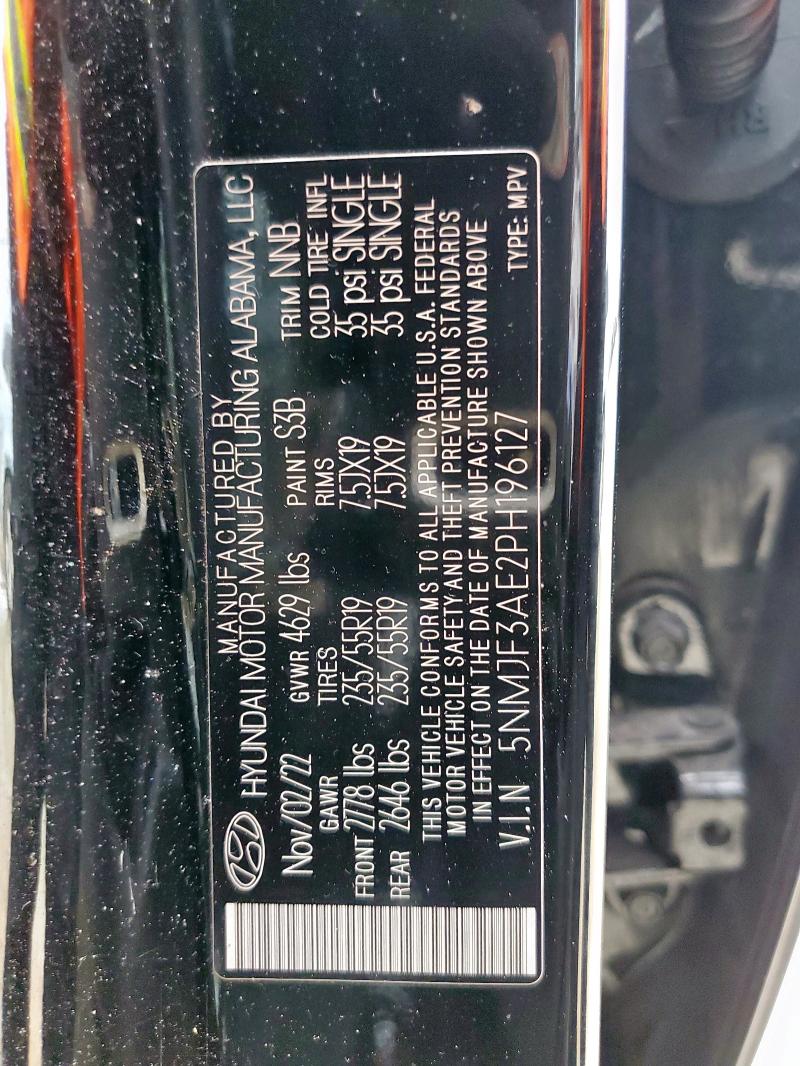 MANUFACTURED BY
HYUNDAI MOTOR MANUFACTURING ALABAMA, LLC
Nov/02/22 GVWR 4629 lbs PAINT S3B TRIM NNB
GAWR TIRES RIMS COLD TIRE INFL
FRONT 2778 lbs 235/55R19 7.5JX19 35 psi SINGLE
REAR 2646 lbs 235/55R19 7.5JX19 35 psi SINGLE
THIS VEHICLE CONFORMS TO ALL APPLICABLE U.S.A. FEDERAL
MOTOR VEHICLE SAFETY AND THEFT PREVENTION STANDARDS
IN EFFECT ON THE DATE OF MANUFACTURE SHOWN ABOVE
V.I.N 5NMJF3AE2PH196127 TYPE: MPV